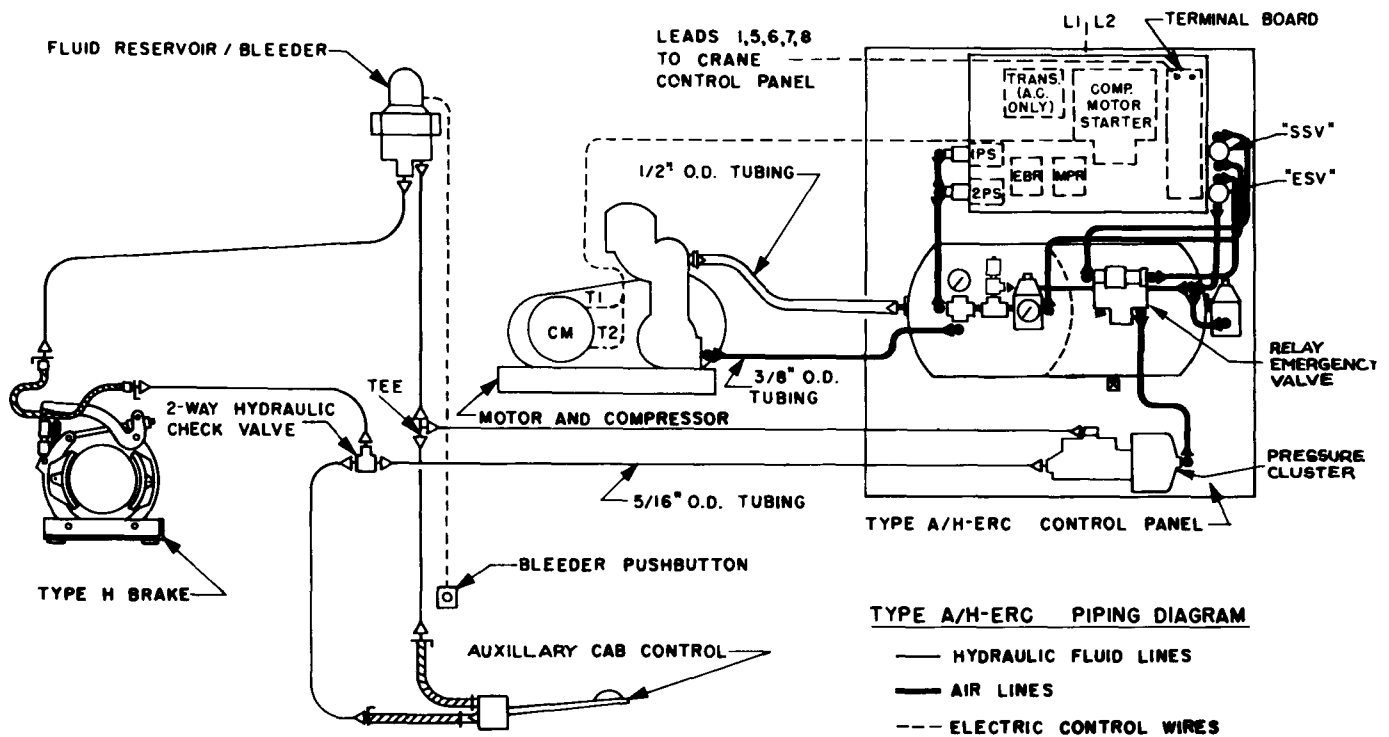 FLUID RESERVOIR / BLEEDER
LEADS 1,5,6,7,8
TO CRANE
CONTROL PANEL
L1 L2
TERMINAL BOARD
TRANS.
(A.C.
ONLY)
COMP.
MOTOR
STARTER
"SSV"
"ESV"
1PS
2PS
EBR
MPR
1/2" O.D. TUBING
T1
T2
CM
3/8" O.D.
TUBING
MOTOR AND COMPRESSOR
RELAY
EMERGENCY
VALVE
TEE
2-WAY HYDRAULIC
CHECK VALVE
5/16" O.D. TUBING
PRESSURE
CLUSTER
TYPE A/H-ERC CONTROL PANEL
TYPE H BRAKE
BLEEDER PUSHBUTTON
AUXILLARY CAB CONTROL
TYPE A/H-ERC PIPING DIAGRAM
HYDRAULIC FLUID LINES
AIR LINES
ELECTRIC CONTROL WIRES